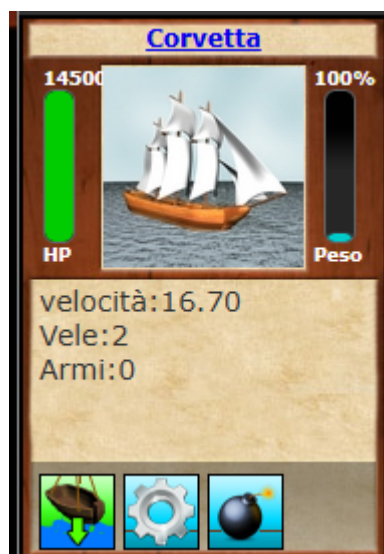 Corvetta
14500 100%
HP Peso
velocità:16.70
Vele:2
Armi:0